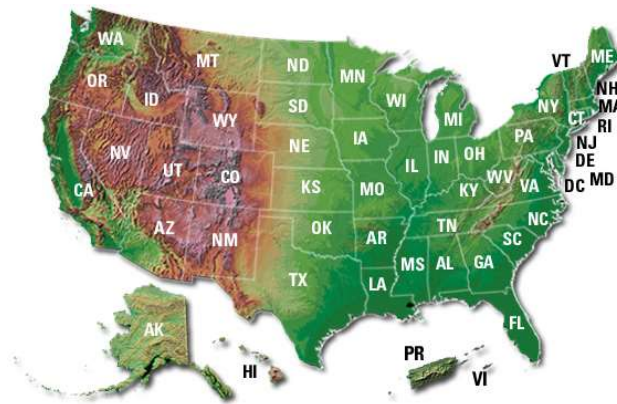 WA
MT
ND
MN
VT
ME
OR
ID
SD
WI
MI
NY
NH
MA
WY
CT
RI
NV
NE
IA
PA
NJ
UT
CO
IL
IN
OH
DE
CA
KS
MO
KY
WV
VA
DC
MD
AZ
NM
OK
AR
TN
NC
SC
TX
LA
MS
AL
GA
FL
AK
HI
PR
VI